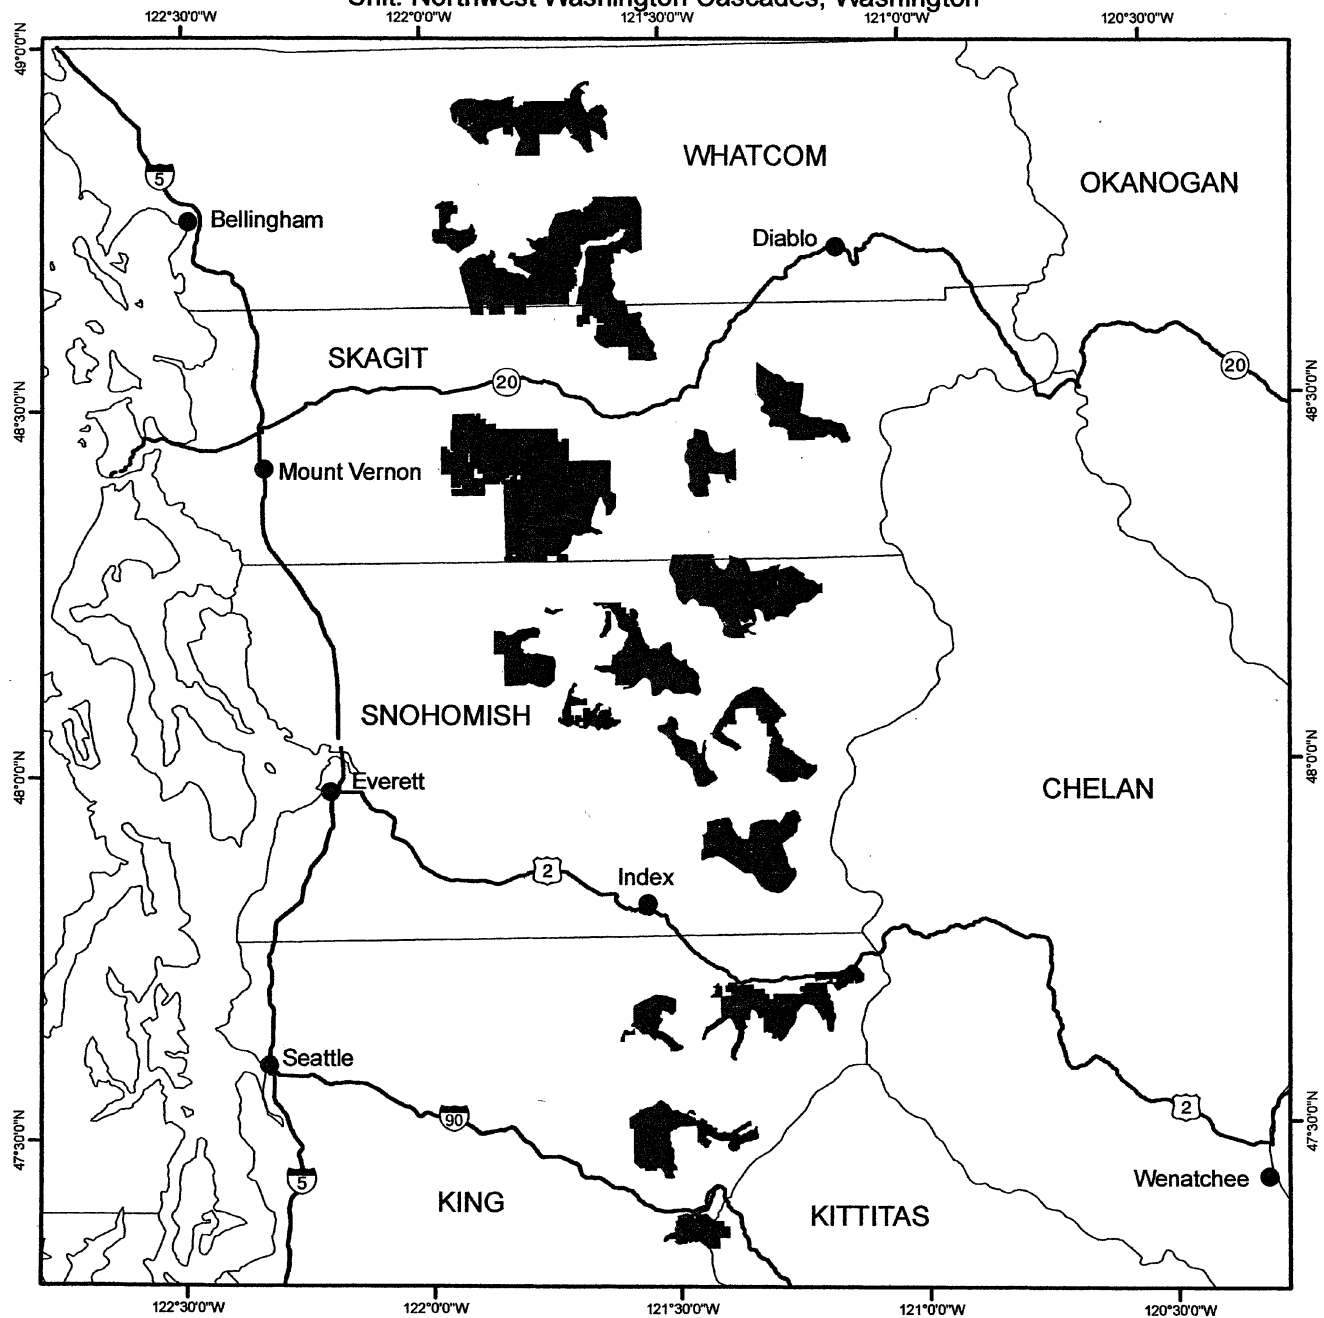 Unit: Northwest Washington Cascades, Washington
122°30'0"W 122°0'0"W 121°30'0"W 121°0'0"W 120°30'0"W
49°0'0"N
WHATCOM
OKANOGAN
5
Bellingham
Diablo
SKAGIT
20
20
48°30'0"N
48°30'0"N
Mount Vernon
SNOHOMISH
48°0'0"N
48°0'0"N
Everett
CHELAN
2
Index
Seattle
90
2
47°30'0"N
47°30'0"N
5
Wenatchee
KING
KITTITAS
122°30'0"W 122°0'0"W 121°30'0"W 121°0'0"W 120°30'0"W